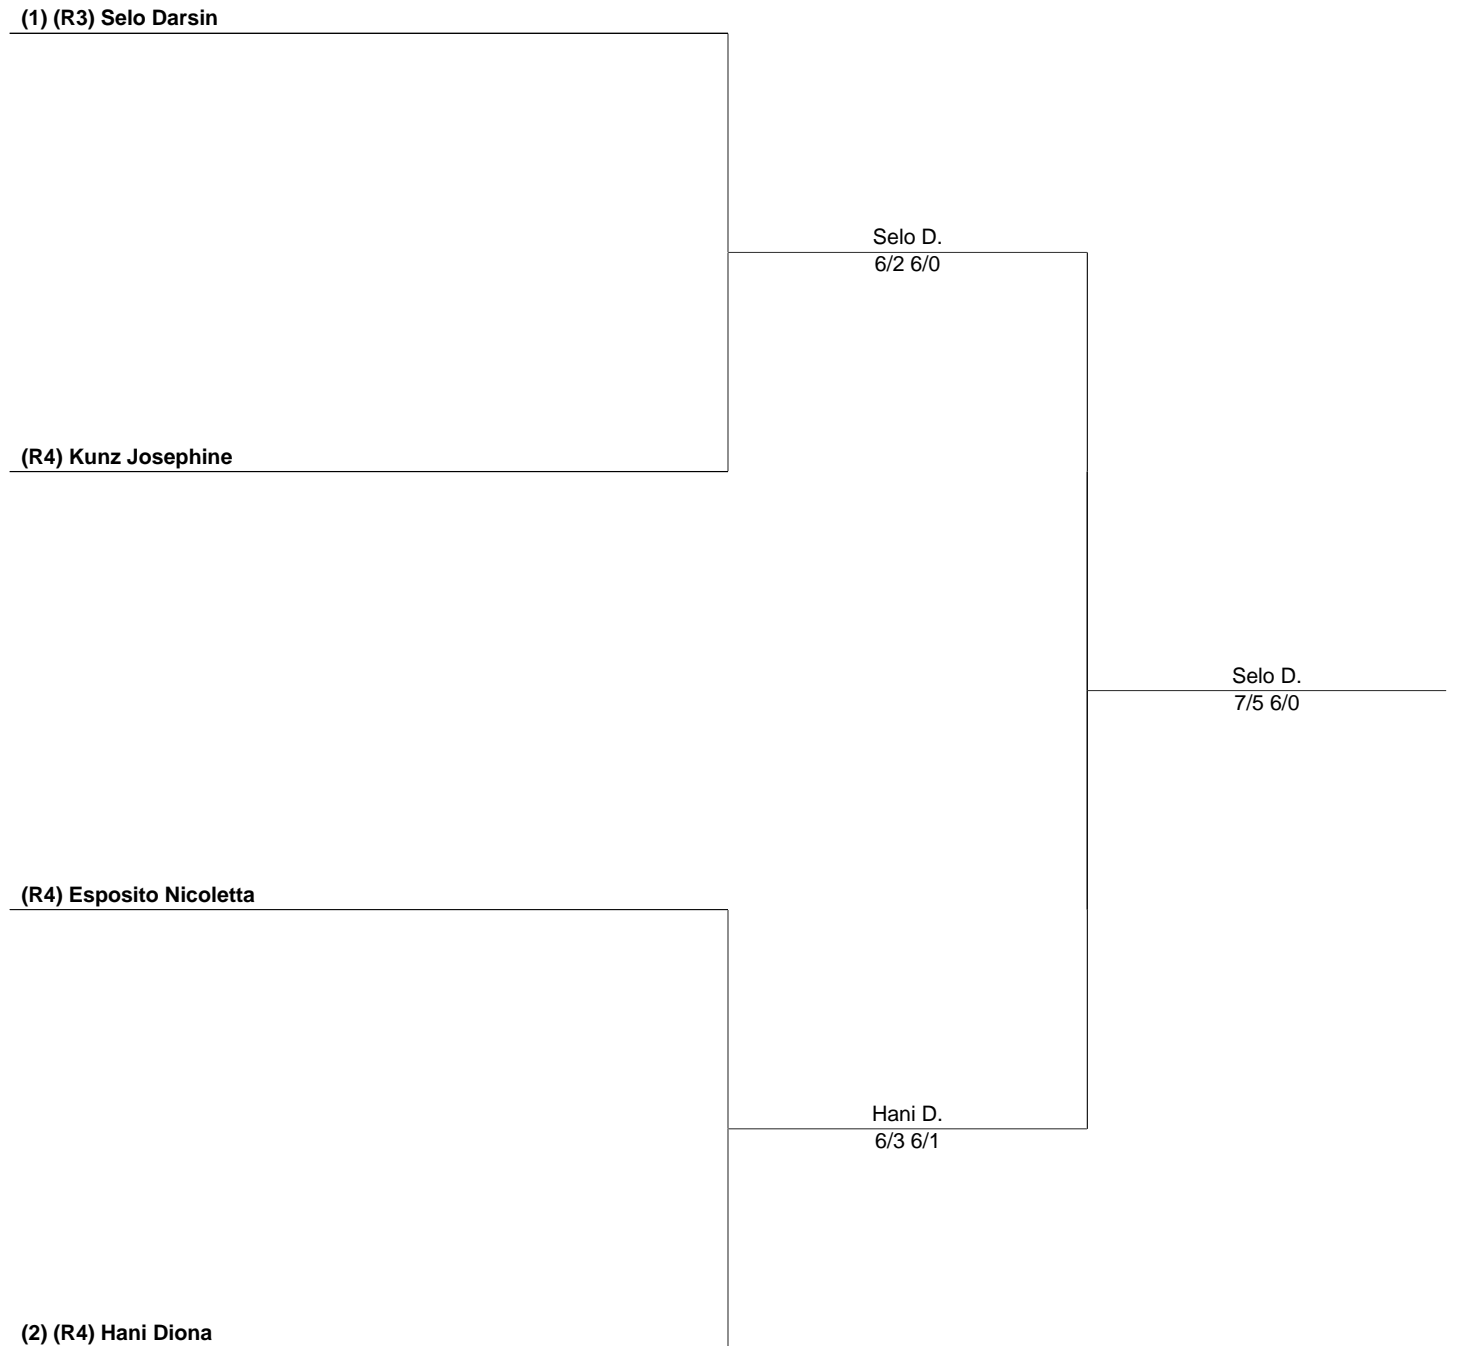 (1) (R3) Selo Darsin
Selo D.
6/2 6/0
(R4) Kunz Josephine
Selo D.
7/5 6/0
(R4) Esposito Nicoletta
Hani D.
6/3 6/1
(2) (R4) Hani Diona